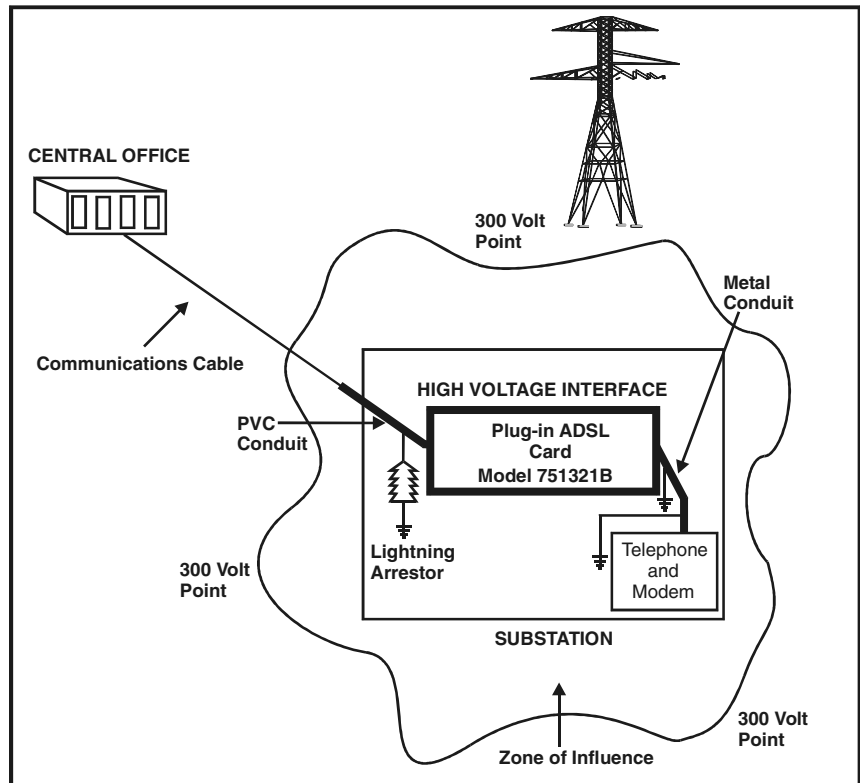 CENTRAL OFFICE
300 Volt
Point
Metal
Conduit
Communications Cable
HIGH VOLTAGE INTERFACE
PVC
Conduit
Plug-in ADSL
Card
Model 751321B
Lightning
Arrestor
Telephone
and
Modem
300 Volt
Point
SUBSTATION
300 Volt
Point
Zone of Influence